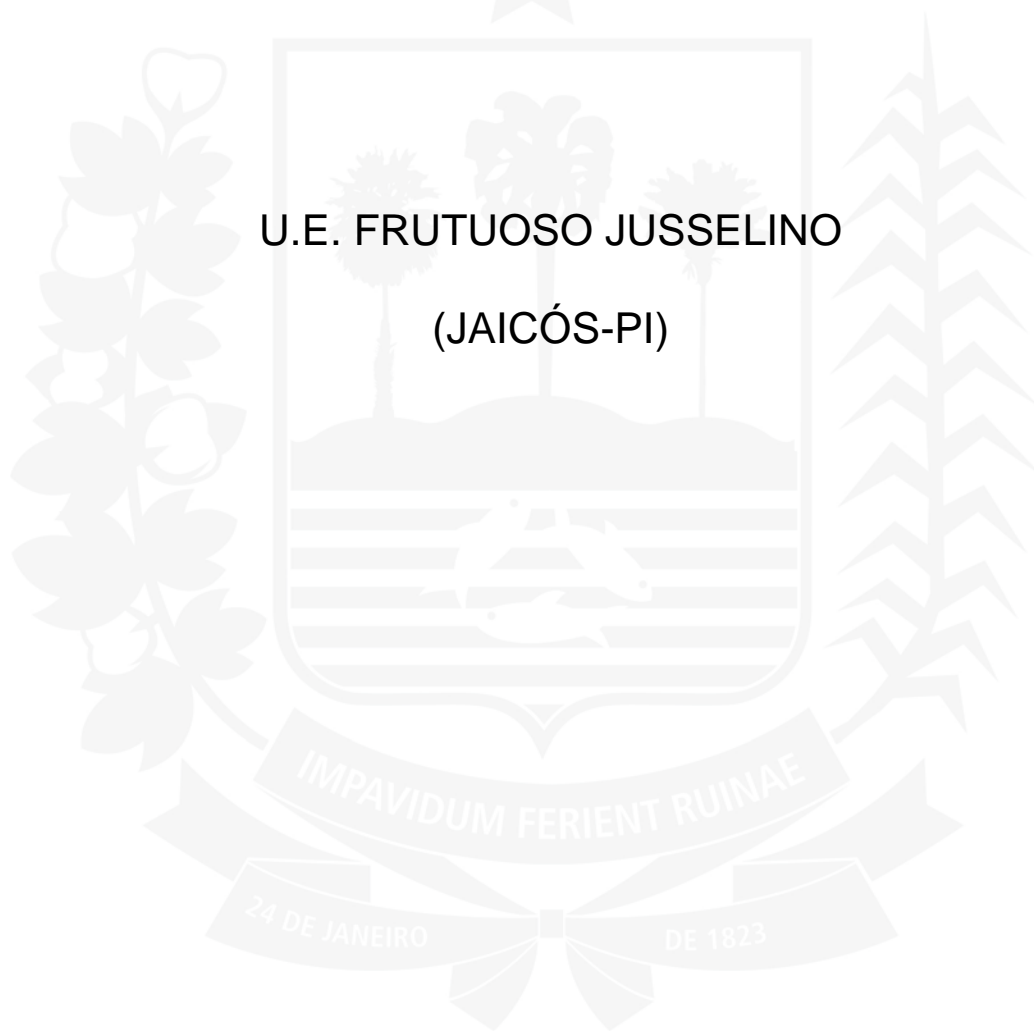 U.E. FRUTUOSO JUSSELINO
(JAICÓS-PI)
IMPAVIDUM FERIENT RUINAE
24 DE JANEIRO DE 1823